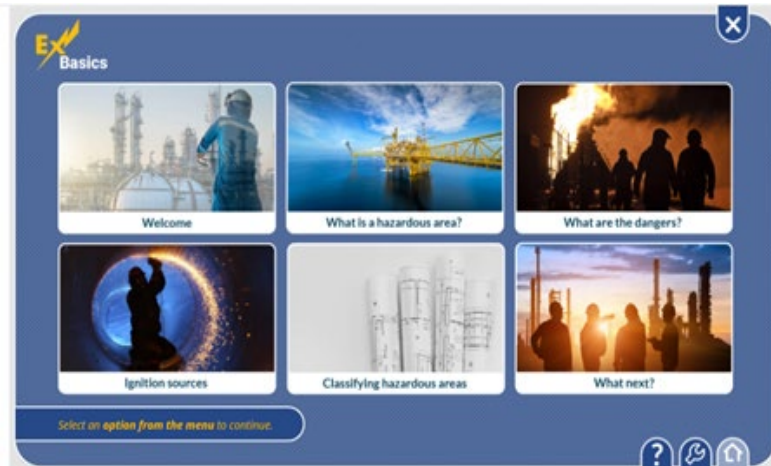 Ex
Basics
Welcome
What is a hazardous area?
What are the dangers?
Ignition sources
Classifying hazardous areas
What next?
Select an option from the menu to continue.
?